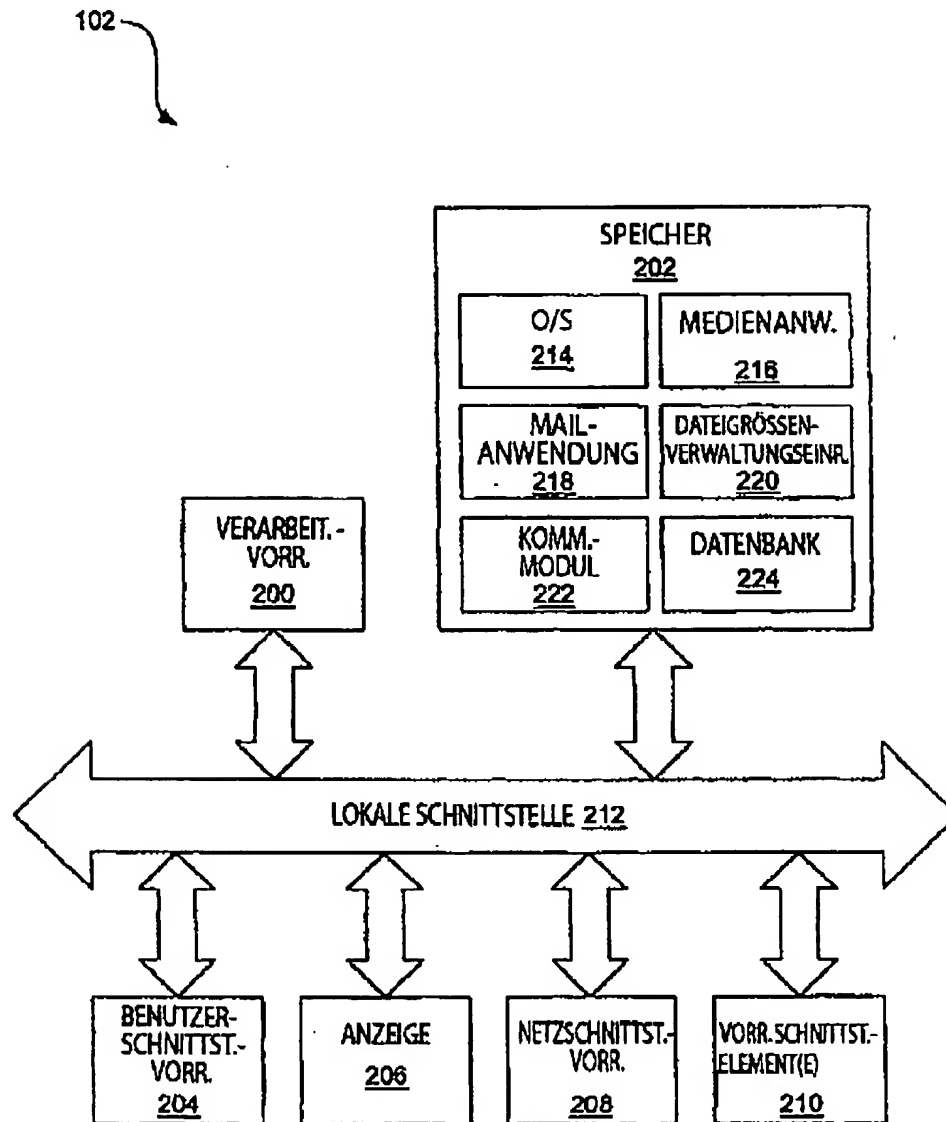 102
SPEICHER
202
O/S
214
MEDIENANW.
216
MAIL-
ANWENDUNG
218
DATEIGRÖSSEN-
VERWALTUNGSEINR.
220
KOMM.-
MODUL
222
DATENBANK
224
VERARBEIT.-
VORR.
200
LOKALE SCHNITTSTELLE 212
BENUTZER-
SCHNITTST.-
VORR.
204
ANZEIGE
206
NETZSCHNITTST.-
VORR.
208
VORR.SCHNITTST.-
ELEMENT(E)
210